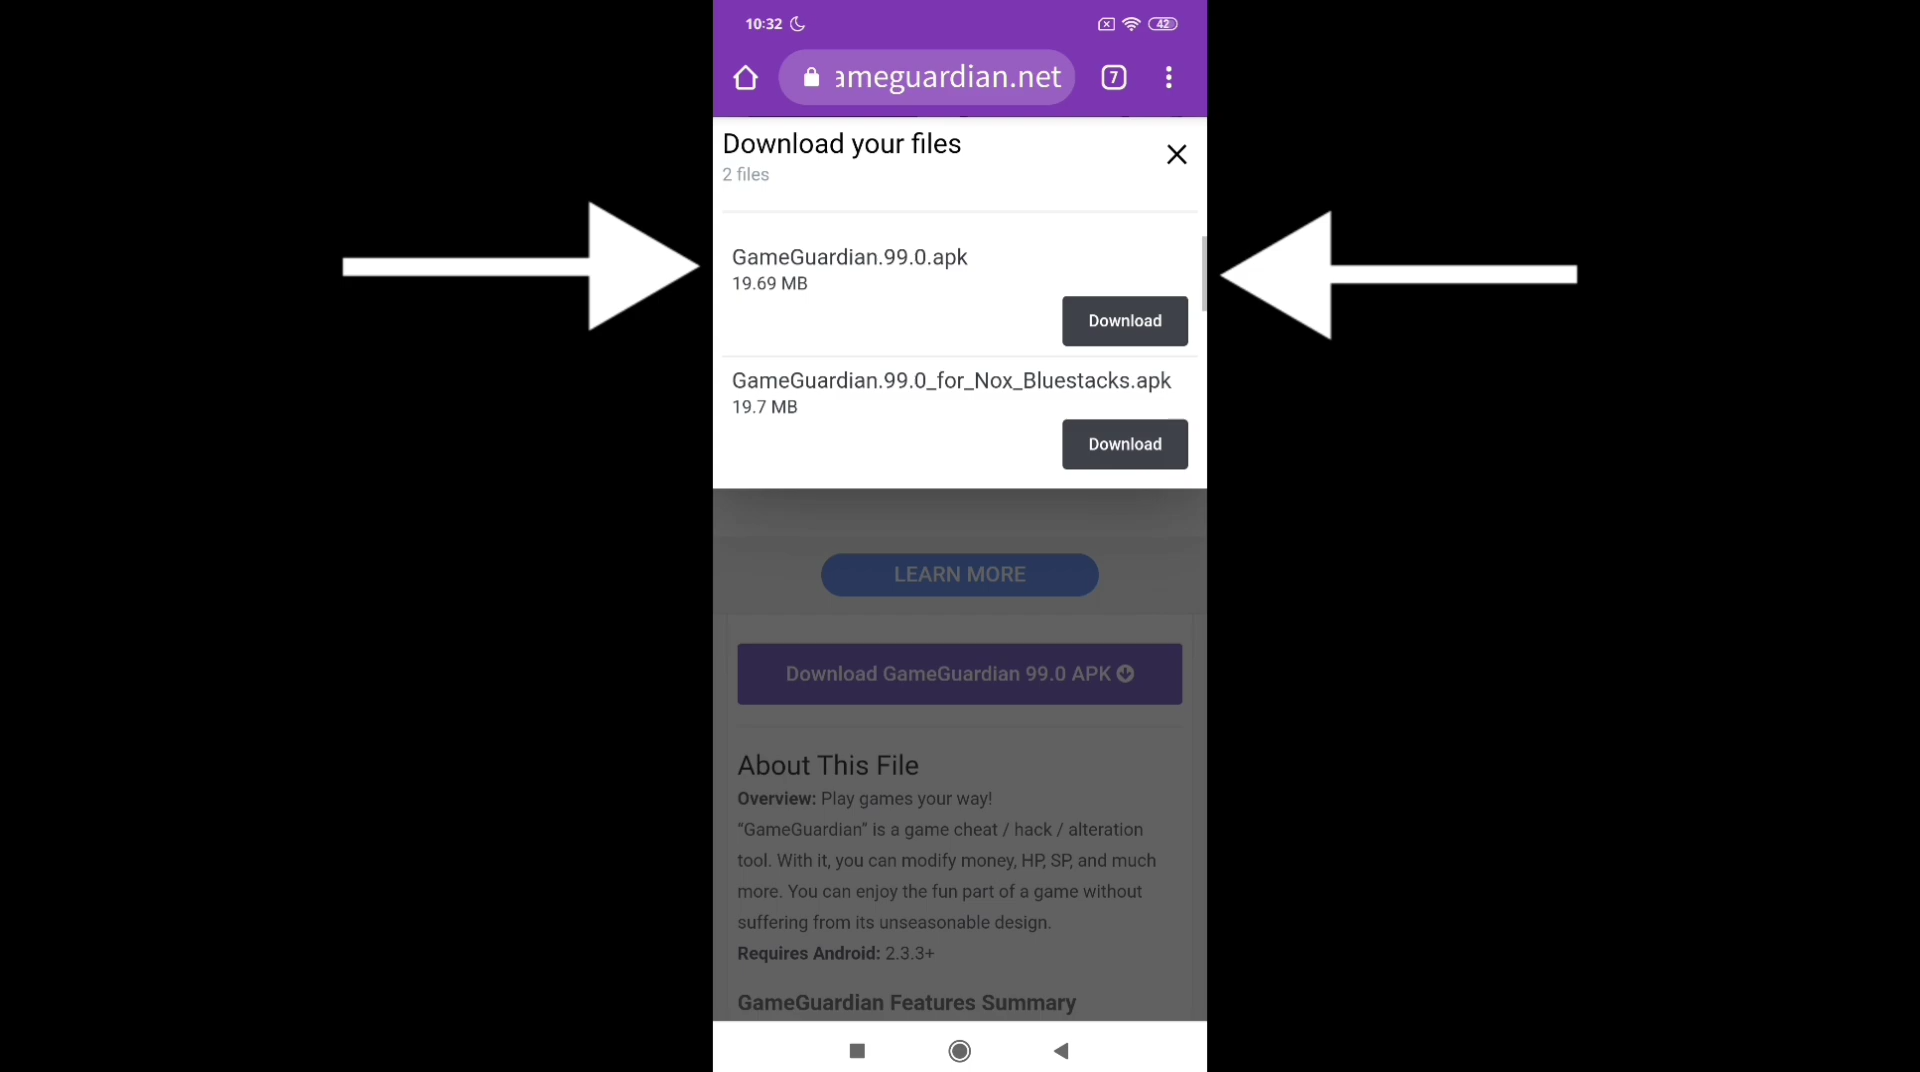 10:32
42
ameguardian.net
7
Download your files
2 files
GameGuardian.99.0.apk
19.69 MB
Download
GameGuardian.99.0_for_Nox_Bluestacks.apk
19.7 MB
Download
LEARN MORE
Download GameGuardian 99.0 APK
About This File
Overview: Play games your way!
“GameGuardian” is a game cheat / hack / alteration
tool. With it, you can modify money, HP, SP, and much
more. You can enjoy the fun part of a game without
suffering from its unseasonable design.
Requires Android: 2.3.3+
GameGuardian Features Summary